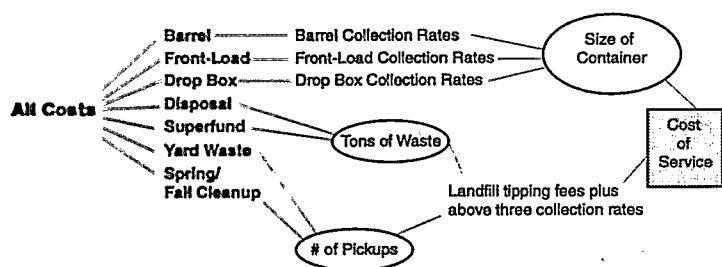 Barrel
Barrel Collection Rates
Front-Load
Front-Load Collection Rates
Drop Box
Drop Box Collection Rates
Size of
Container
All Costs
Disposal
Superfund
Yard Waste
Spring/
Fall Cleanup
Tons of Waste
# of Pickups
Landfill tipping fees plus
above three collection rates
Cost
of
Service